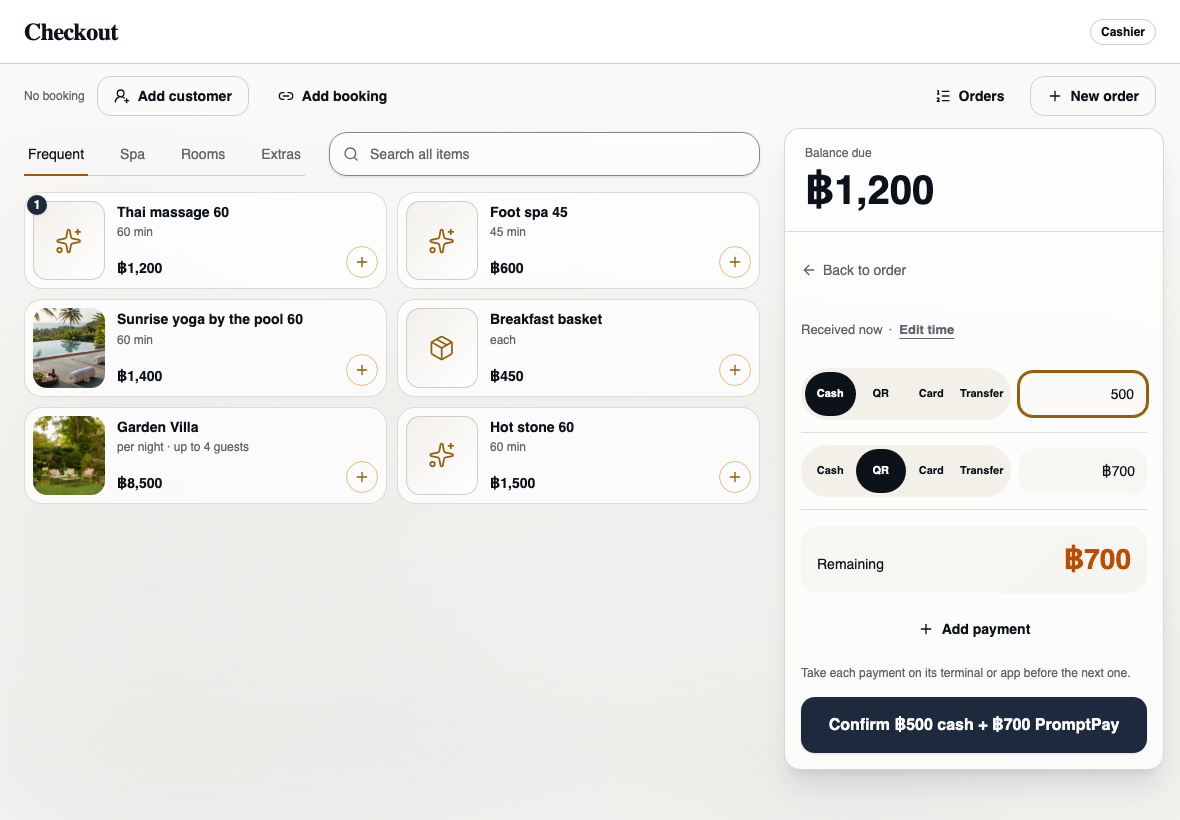 Checkout
Cashier
No booking
Add customer
Add booking
Orders
New order
Frequent
Spa
Rooms
Extras
Search all items
1
Thai massage 60
60 min
฿1,200
Foot spa 45
45 min
฿600
Sunrise yoga by the pool 60
60 min
฿1,400
Breakfast basket
each
฿450
Garden Villa
per night · up to 4 guests
฿8,500
Hot stone 60
60 min
฿1,500
Balance due
฿1,200
Back to order
Received now · Edit time
Cash QR Card Transfer 500
Cash QR Card Transfer ฿700
Remaining ฿700
Add payment
Take each payment on its terminal or app before the next one.
Confirm ฿500 cash + ฿700 PromptPay